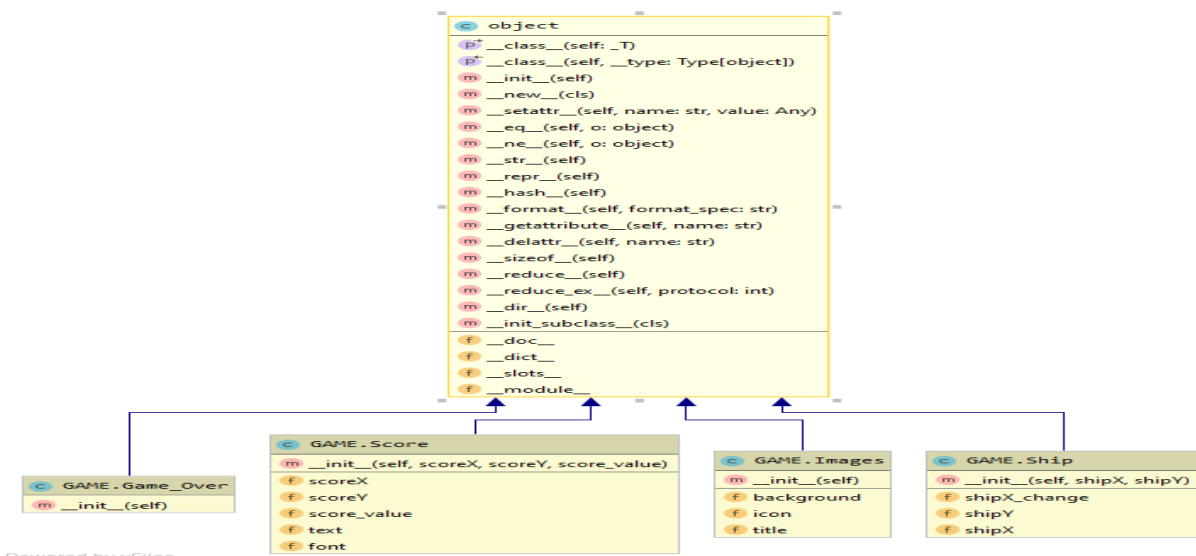 object
__class__(self: _T)
__class__(self, __type: Type[object])
__init__(self)
__new__(cls)
__setattr__(self, name: str, value: Any)
__eq__(self, o: object)
__ne__(self, o: object)
__str__(self)
__repr__(self)
__hash__(self)
__format__(self, format_spec: str)
__getattribute__(self, name: str)
__delattr__(self, name: str)
__sizeof__(self)
__reduce__(self)
__reduce_ex__(self, protocol: int)
__dir__(self)
__init_subclass__(cls)
__doc__
__dict__
__slots__
__module__
GAME.Game_Over
__init__(self)
GAME.Score
__init__(self, scoreX, scoreY, score_value)
scoreX
scoreY
score_value
text
font
GAME.Images
__init__(self)
background
icon
title
GAME.Ship
__init__(self, shipX, shipY)
shipX_change
shipY
shipX
Powered by yFiles